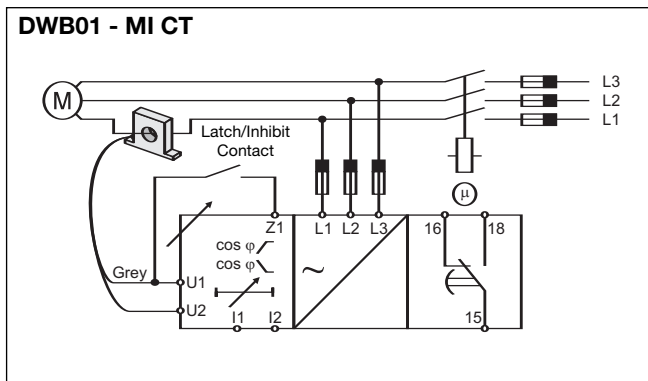 DWB01 - MI CT
L3
L2
L1
M
Latch/Inhibit
Contact
µ
Z1
L1 L2 L3
16 18
cos φ
cos φ
~
Grey
U1
U2
I1 I2
15